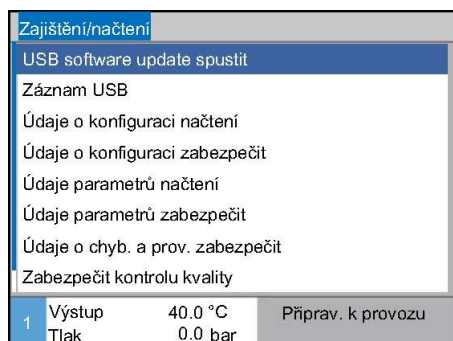 Zajištění/načtení
USB software update spustit
Záznam USB
Údaje o konfiguraci načtení
Údaje o konfiguraci zabezpečit
Údaje parametrů načtení
Údaje parametrů zabezpečit
Údaje o chyb. a prov. zabezpečit
Zabezpečit kontrolu kvality
1 Výstup 40.0 °C Připrav. k provozu
Tlak 0.0 bar